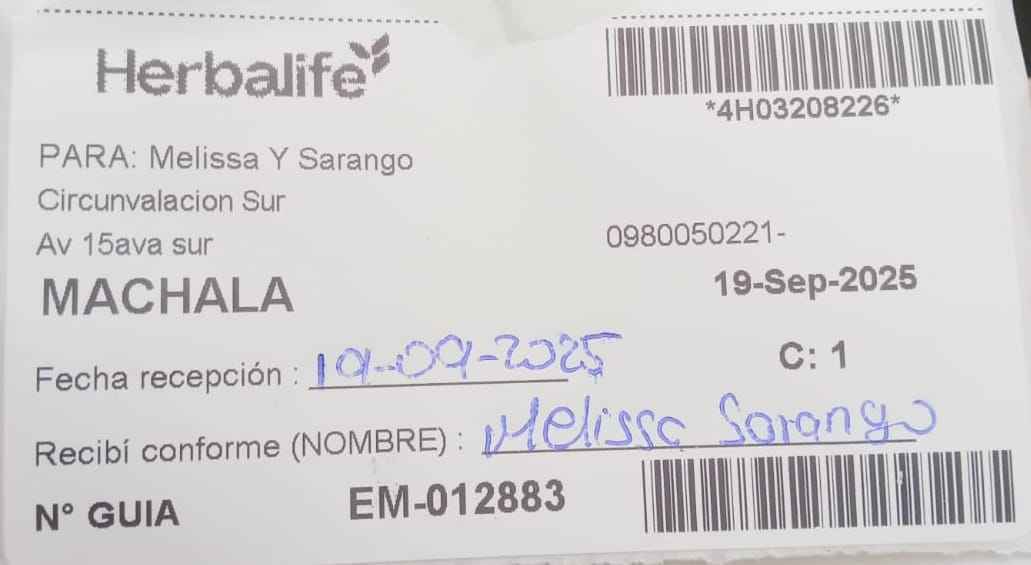 Herbalife
*4H03208226*
PARA: Melissa Y Sarango
Circunvalacion Sur
Av 15ava sur
0980050221-
MACHALA
19-Sep-2025
C: 1
Fecha recepción : 19-09-2025
Recibí conforme (NOMBRE) : Melissa Sarango
N° GUIA EM-012883